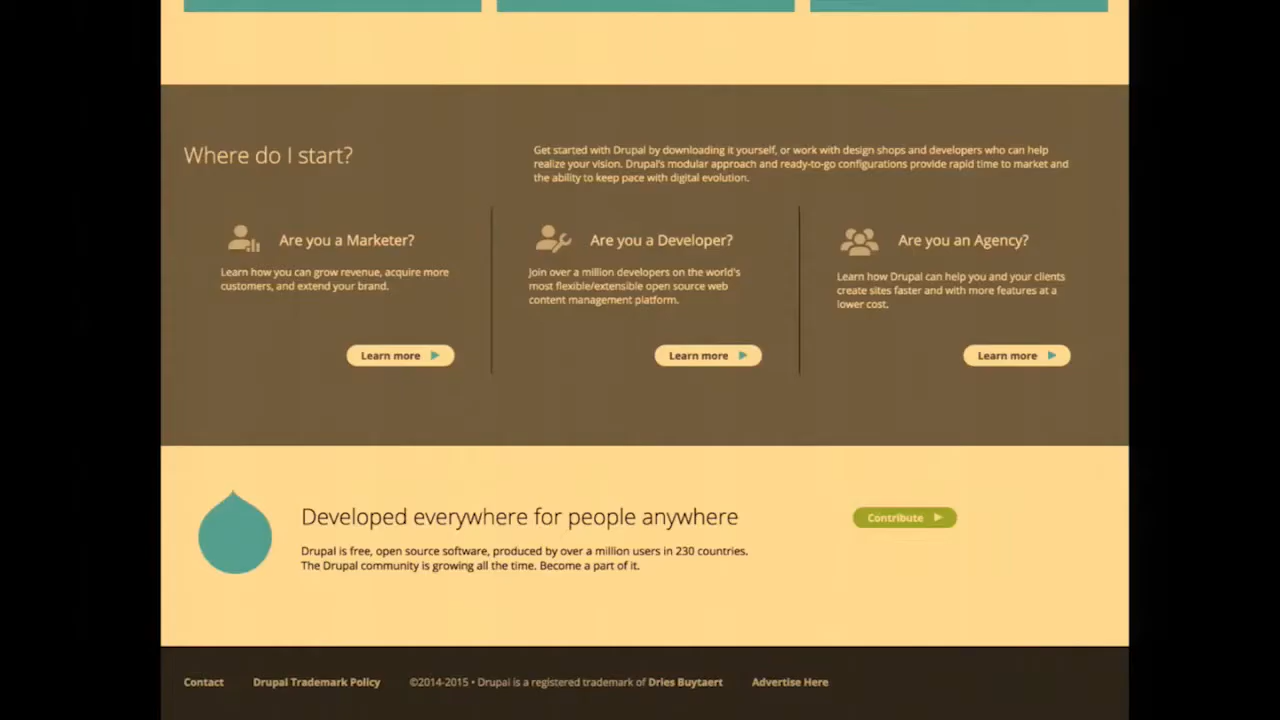 Where do I start?
Get started with Drupal by downloading it yourself, or work with design shops and developers who can help
realize your vision. Drupal's modular approach and ready-to-go configurations provide rapid time to market and
the ability to keep pace with digital evolution.
Are you a Marketer?
Learn how you can grow revenue, acquire more
customers, and extend your brand.
Learn more
Are you a Developer?
Join over a million developers on the world's
most flexible/extensible open source web
content management platform.
Learn more
Are you an Agency?
Learn how Drupal can help you and your clients
create sites faster and with more features at a
lower cost.
Learn more
Developed everywhere for people anywhere
Drupal is free, open source software, produced by over a million users in 230 countries.
The Drupal community is growing all the time. Become a part of it.
Contribute
Contact Drupal Trademark Policy ©2014-2015 • Drupal is a registered trademark of Dries Buytaert Advertise Here